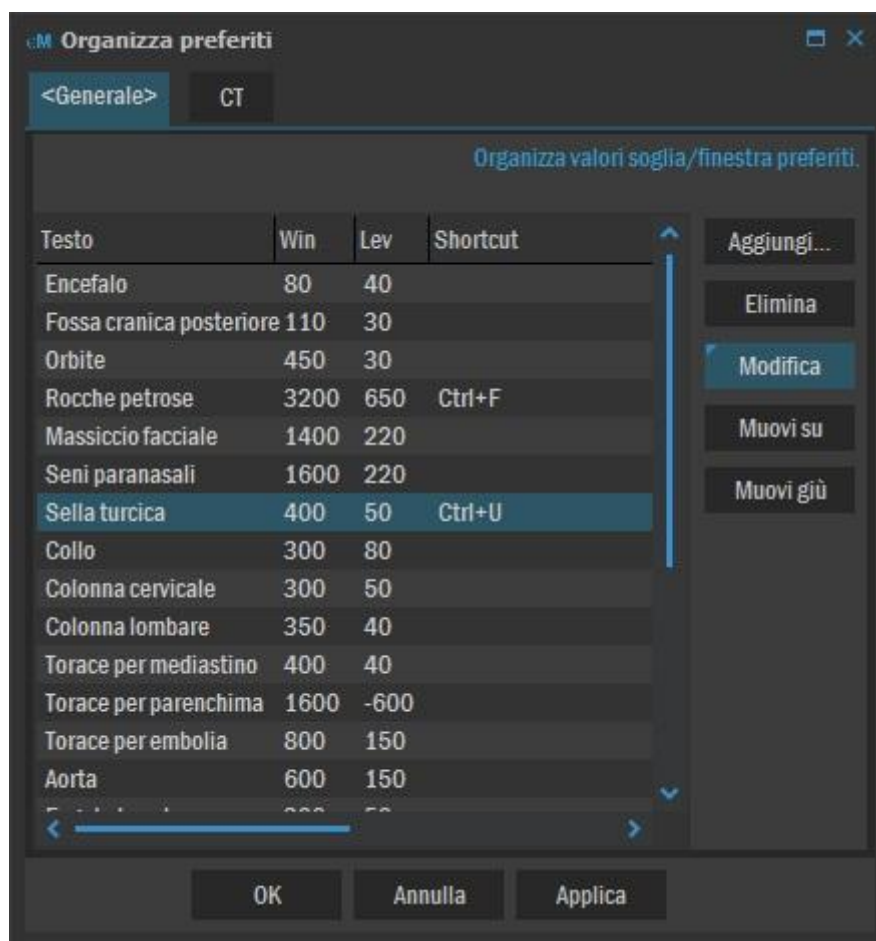 eM Organizza preferiti
<Generale> CT
Organizza valori soglia/finestra preferiti.
Testo Win Lev Shortcut
Aggiungi...
Encefalo 80 40
Elimina
Fossa cranica posteriore 110 30
Orbite 450 30
Modifica
Rocche petrose 3200 650 Ctrl+F
Massiccio facciale 1400 220
Muovi su
Seni paranasali 1600 220
Muovi giù
Sella turcica 400 50 Ctrl+U
Collo 300 80
Colonna cervicale 300 50
Colonna lombare 350 40
Torace per mediastino 400 40
Torace per parenchima 1600 -600
Torace per embolia 800 150
Aorta 600 150
OK Annulla Applica